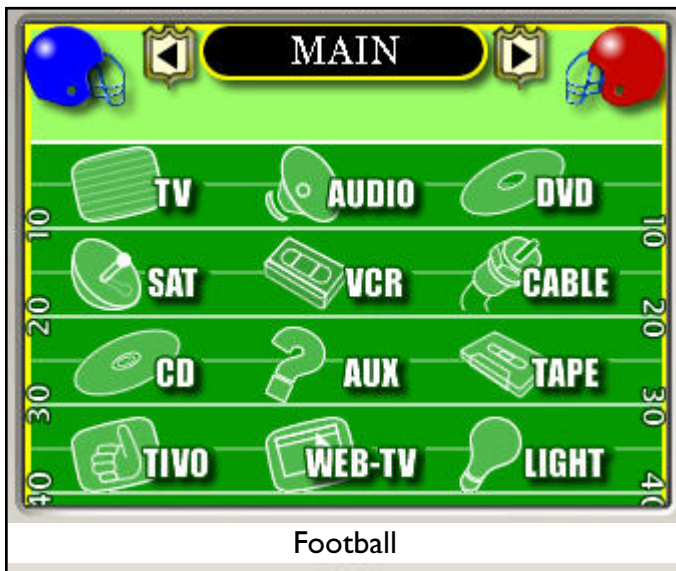 MAIN
TV AUDIO DVD
10 10
SAT VCR CABLE
20 20
CD AUX TAPE
30 30
TIVO WEB-TV LIGHT
40 40
Football